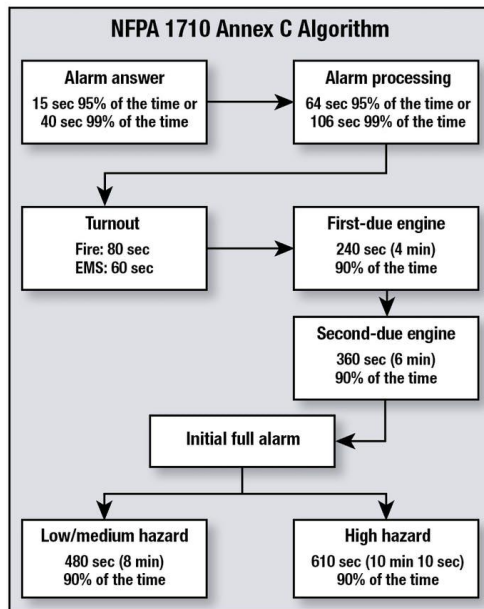 NFPA 1710 Annex C Algorithm
Alarm answer
15 sec 95% of the time or
40 sec 99% of the time
Alarm processing
64 sec 95% of the time or
106 sec 99% of the time
Turnout
Fire: 80 sec
EMS: 60 sec
First-due engine
240 sec (4 min)
90% of the time
Second-due engine
360 sec (6 min)
90% of the time
Initial full alarm
Low/medium hazard
480 sec (8 min)
90% of the time
High hazard
610 sec (10 min 10 sec)
90% of the time